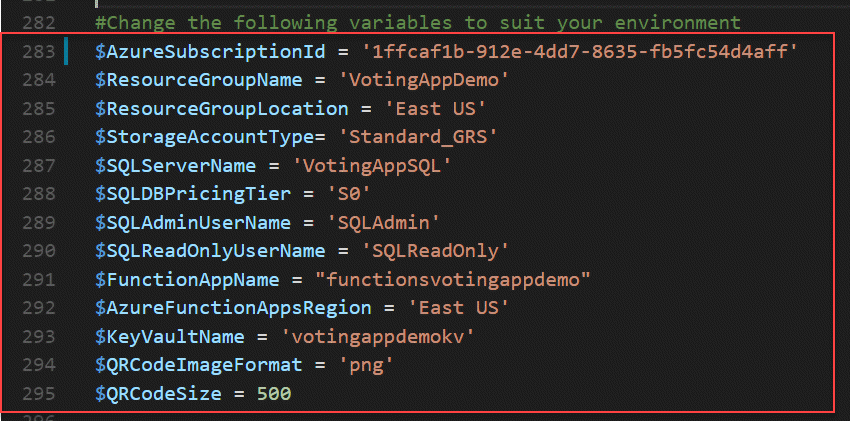 282 #Change the following variables to suit your environment
283 $AzureSubscriptionId = '1ffcaf1b-912e-4dd7-8635-fb5fc54d4aff'
284 $ResourceGroupName = 'VotingAppDemo'
285 $ResourceGroupLocation = 'East US'
286 $StorageAccountType= 'Standard_GRS'
287 $SQLServerName = 'VotingAppSQL'
288 $SQLDBPricingTier = 'S0'
289 $SQLAdminUserName = 'SQLAdmin'
290 $SQLReadOnlyUserName = 'SQLReadOnly'
291 $FunctionAppName = "functionsvotingappdemo"
292 $AzureFunctionAppsRegion = 'East US'
293 $KeyVaultName = 'votingappdemokv'
294 $QRCodeImageFormat = 'png'
295 $QRCodeSize = 500